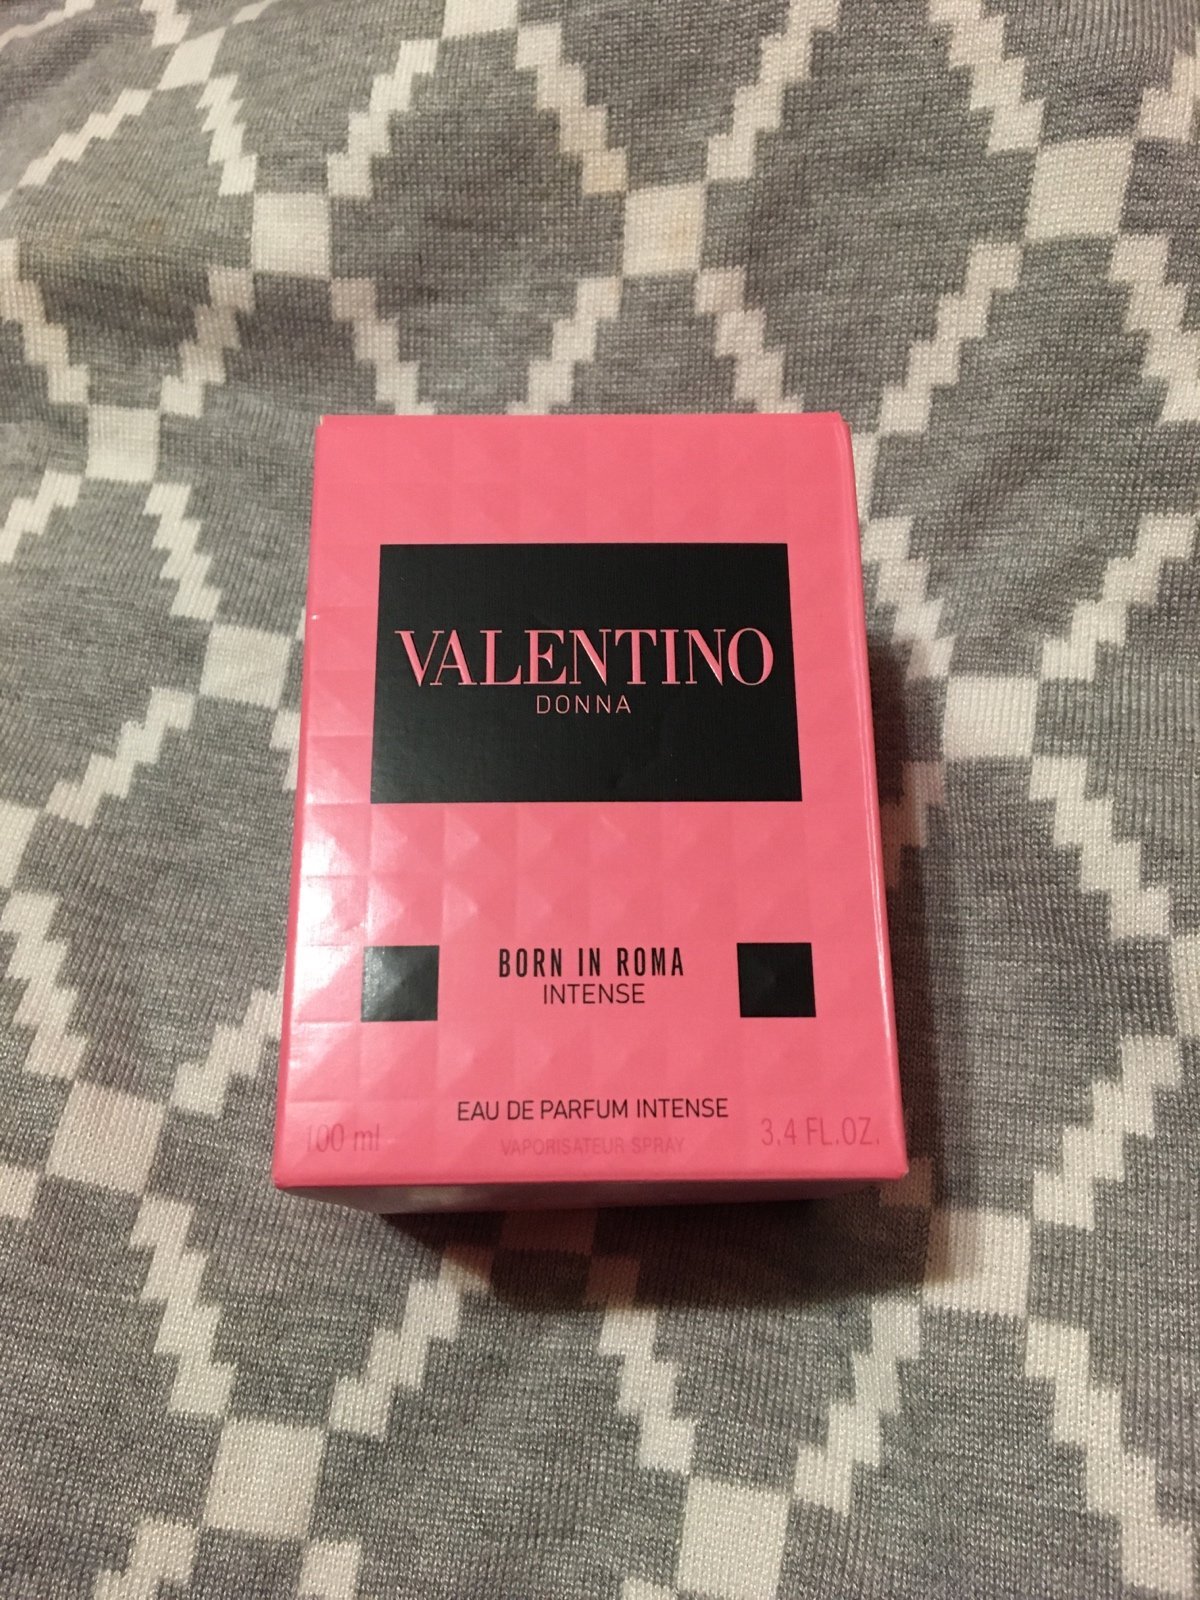 VALENTINO
DONNA
BORN IN ROMA
INTENSE
EAU DE PARFUM INTENSE
100 ml
VAPORISATEUR SPRAY
3.4 FL.OZ.